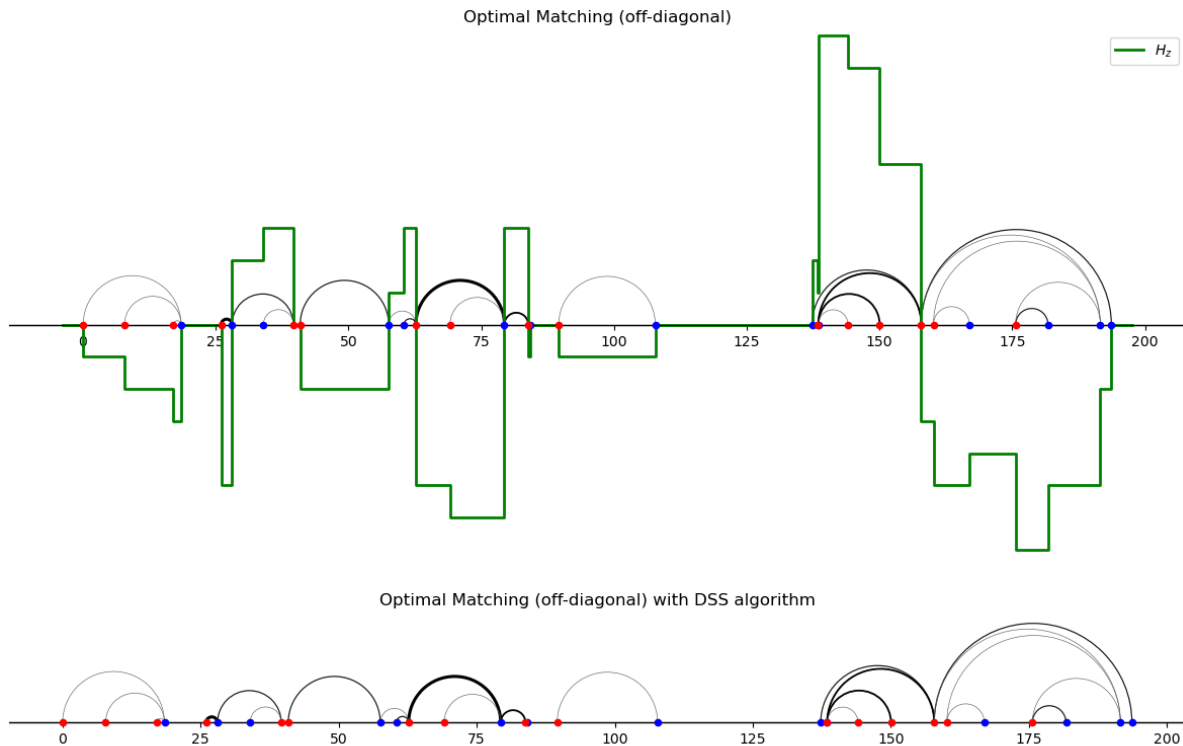 Optimal Matching (off-diagonal)
H_z
0 25 50 75 100 125 150 175 200
Optimal Matching (off-diagonal) with DSS algorithm
0 25 50 75 100 125 150 175 200